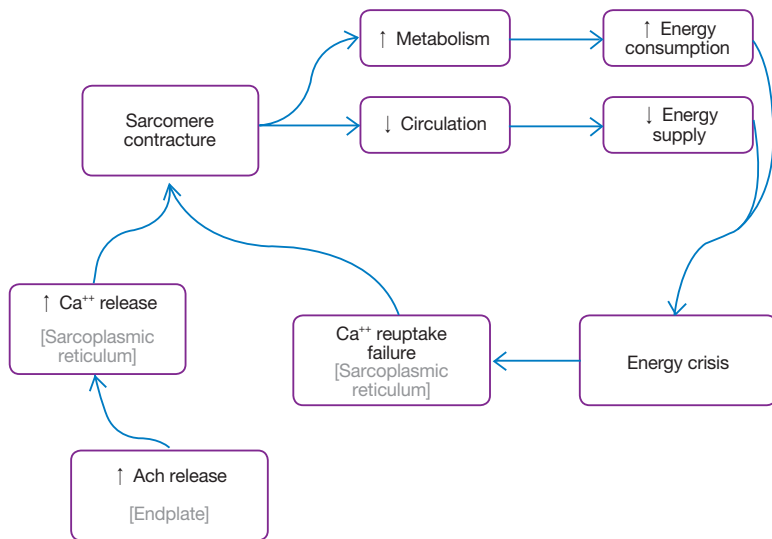 ↑ Metabolism
↑ Energy
consumption
Sarcomere
contracture
↓ Circulation
↓ Energy
supply
↑ Ca⁺⁺ release
[Sarcoplasmic
reticulum]
Ca⁺⁺ reuptake
failure
[Sarcoplasmic
reticulum]
Energy crisis
↑ Ach release
[Endplate]